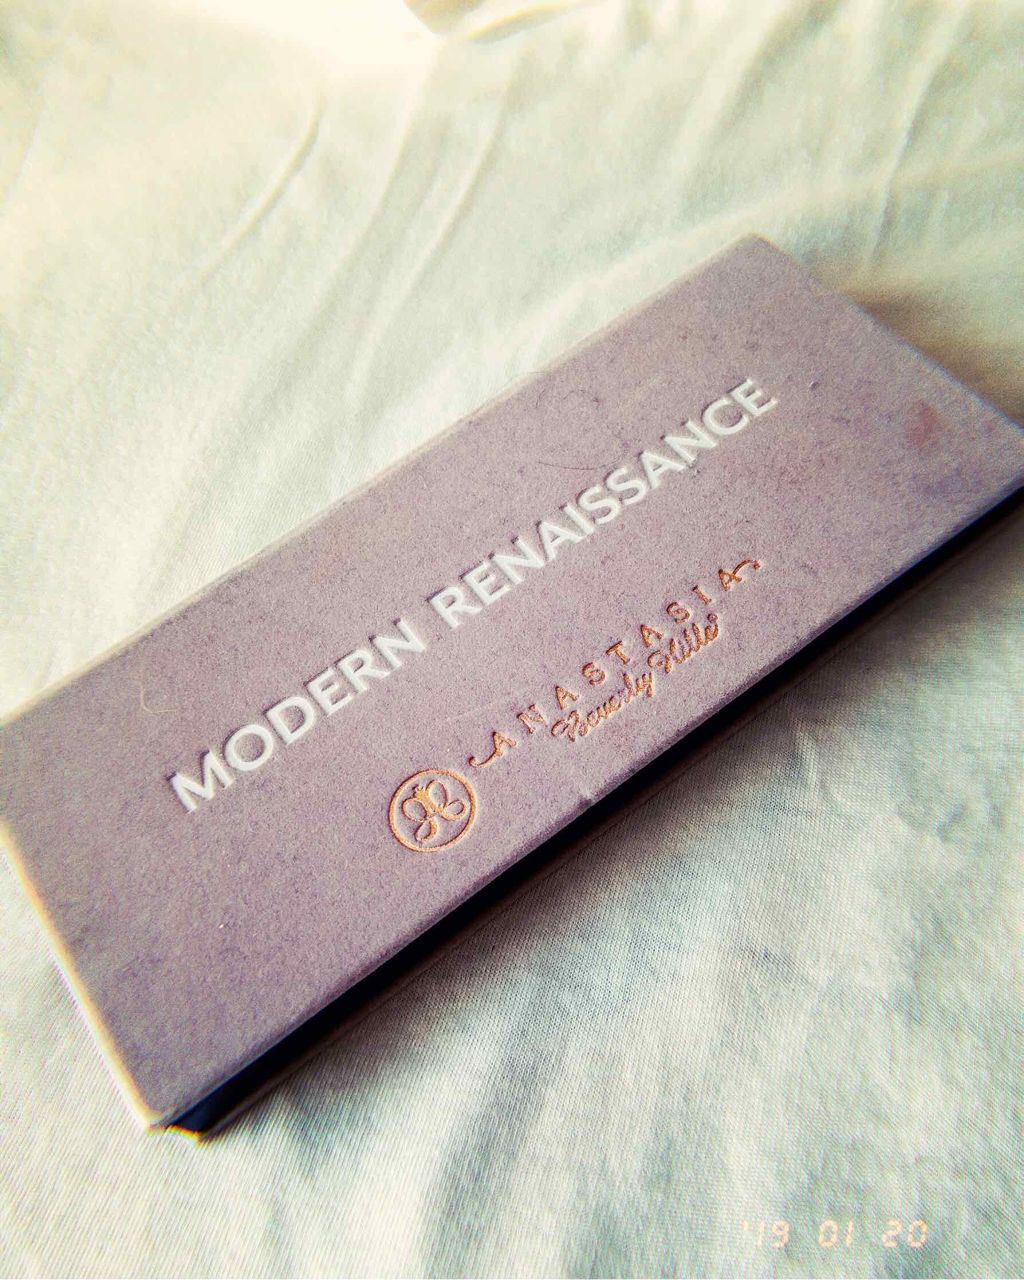 MODERN RENAISSANCE
ANASTASIA
Beverly Hills®
'19 01 20